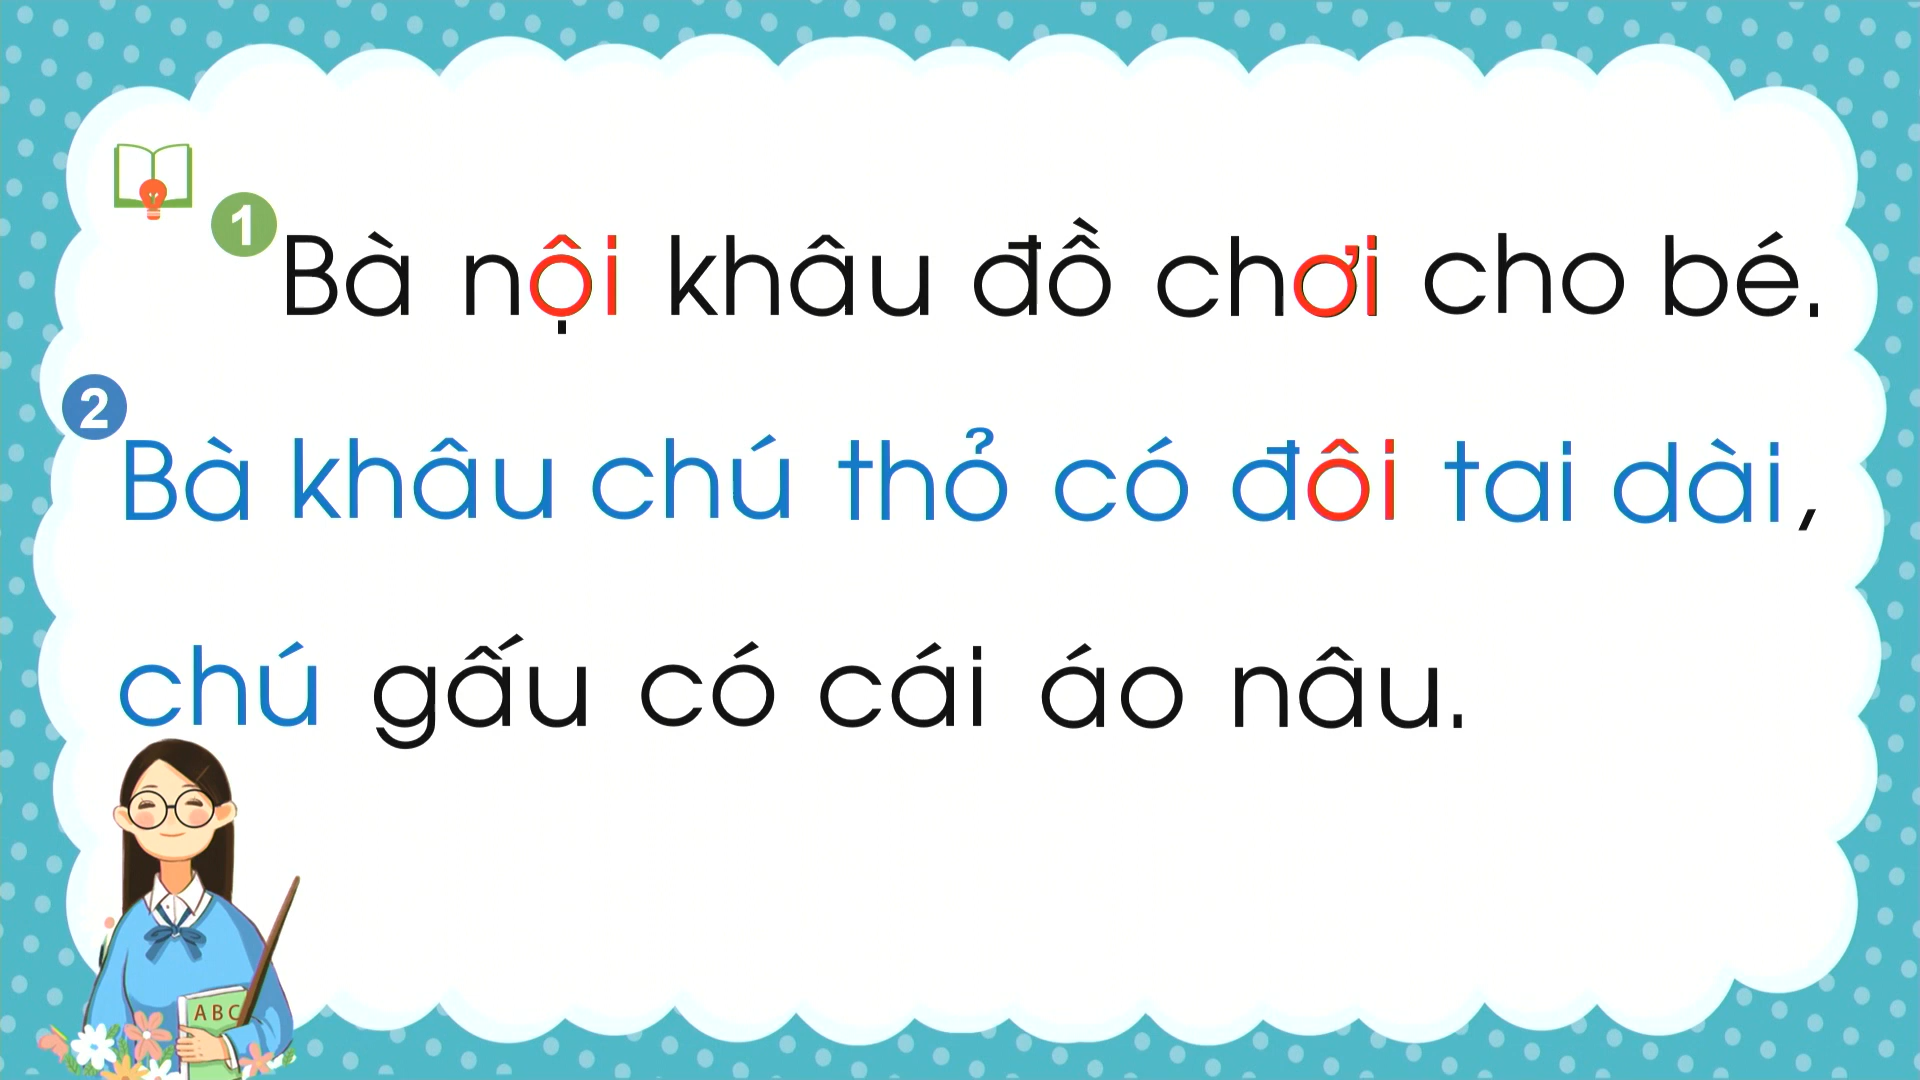 1 Bà nội khâu đồ chơi cho bé.
2 Bà khâu chú thỏ có đôi tai dài,
chú gấu có cái áo nâu.
ABC